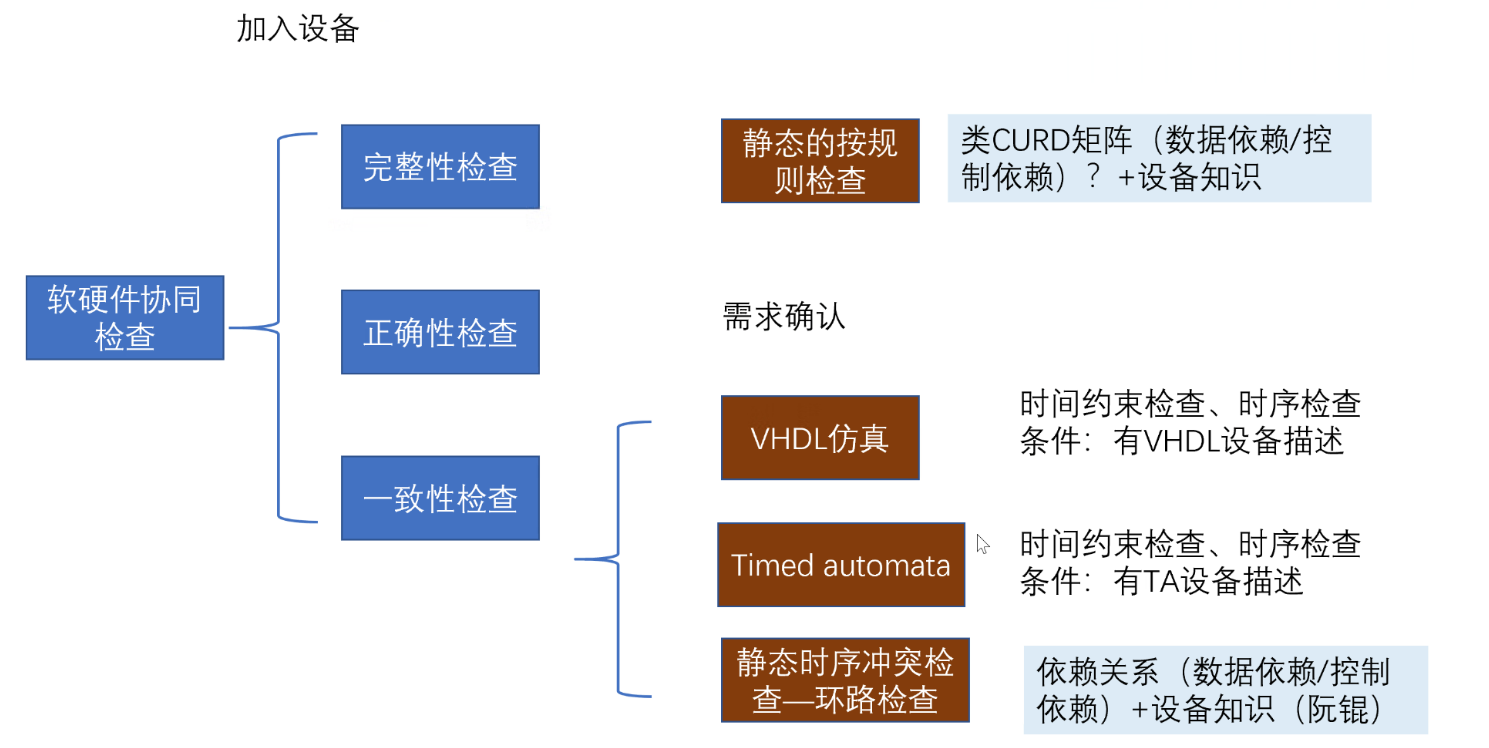 加入设备
完整性检查
静态的按规
则检查
类CURD矩阵（数据依赖/控
制依赖）？+设备知识
软硬件协同
检查
正确性检查
需求确认
一致性检查
VHDL仿真
时间约束检查、时序检查
条件：有VHDL设备描述
Timed automata
时间约束检查、时序检查
条件：有TA设备描述
静态时序冲突检
查—环路检查
依赖关系（数据依赖/控制
依赖）+设备知识（阮锟）